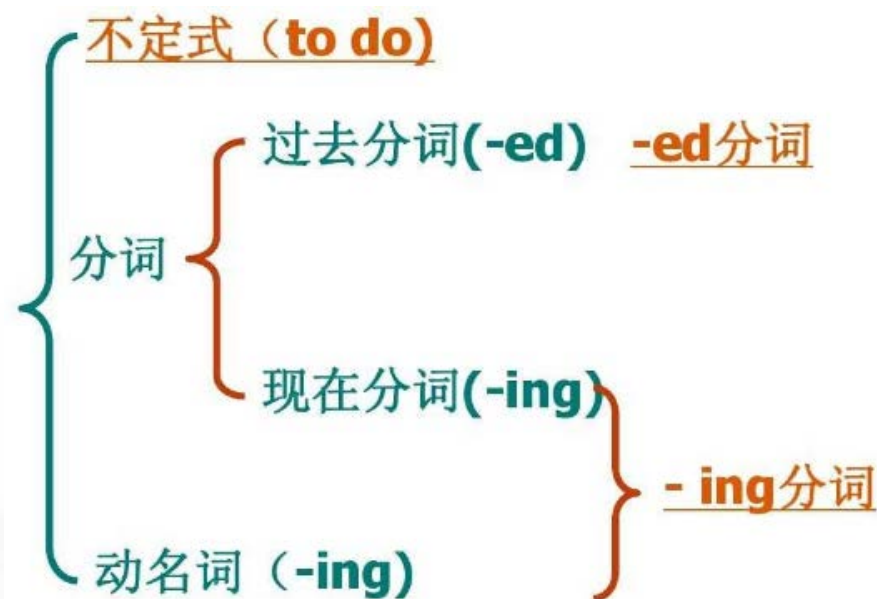 不定式（to do)
过去分词(-ed) -ed分词
分词
现在分词(-ing)
- ing分词
动名词（-ing)